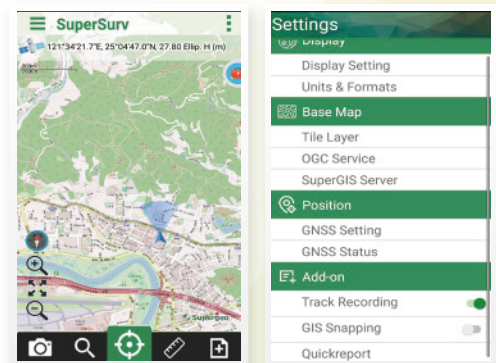 SuperSurv
121°34'21.7"E, 25°04'47.0"N, 27.80 Ellip. H (m)
Supergeo
Settings
Display
Display Setting
Units & Formats
Base Map
Tile Layer
OGC Service
SuperGIS Server
Position
GNSS Setting
GNSS Status
Add-on
Track Recording
GIS Snapping
Quickreport